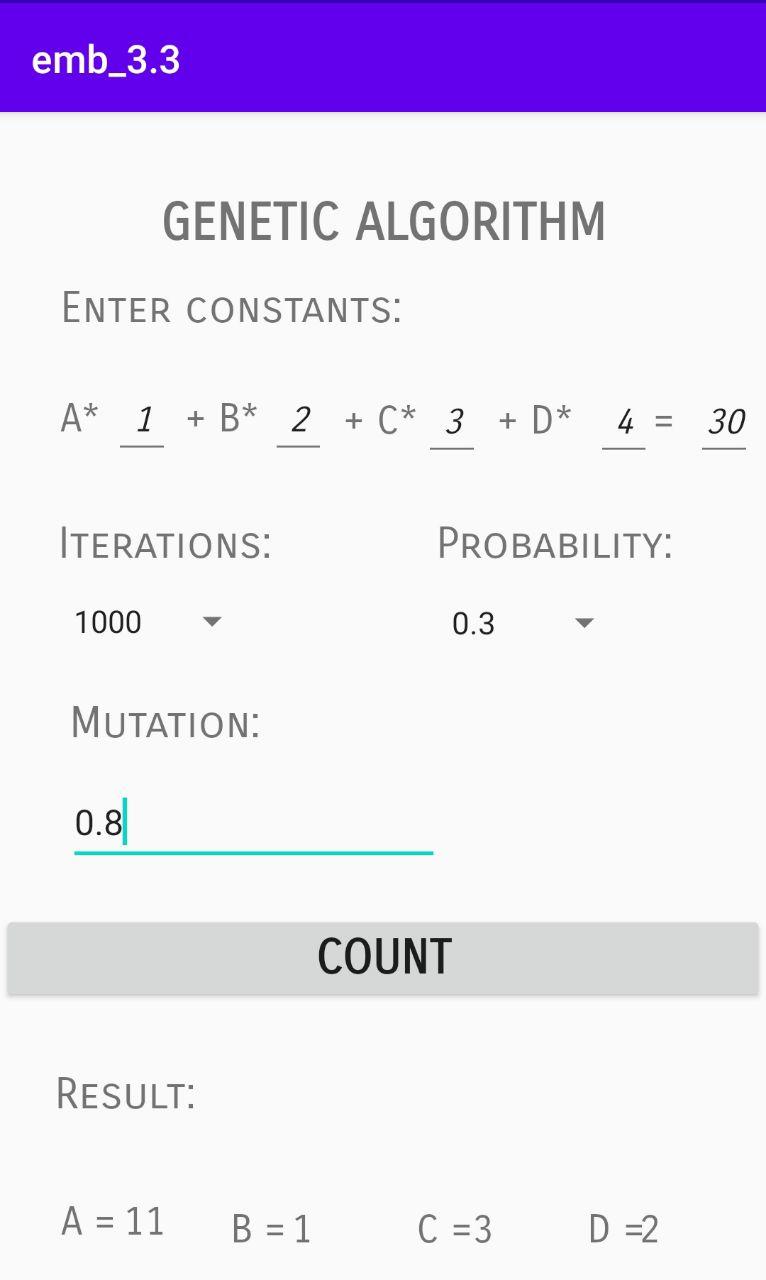 emb_3.3
GENETIC ALGORITHM
Enter constants:
A* 1 + B* 2 + C* 3 + D* 4 = 30
Iterations: Probability:
1000 0.3
Mutation:
0.8
COUNT
Result:
A = 11 B = 1 C =3 D =2